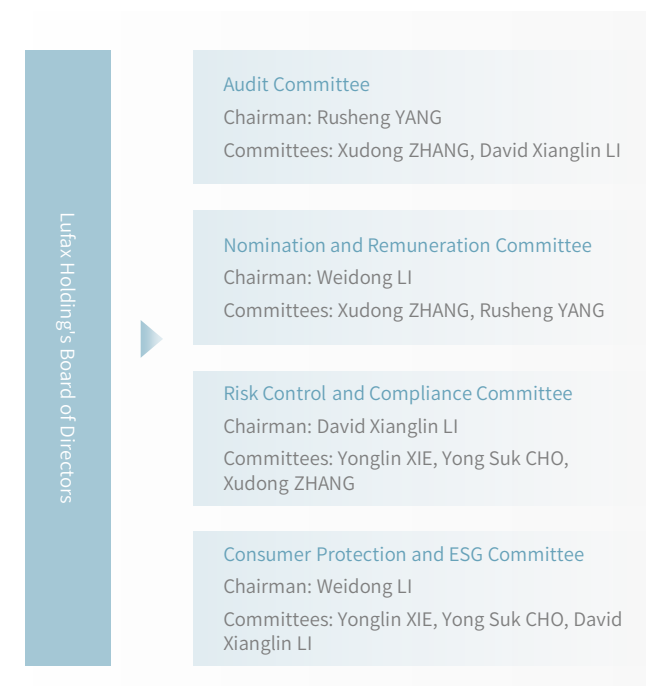 Lufax Holding's Board of Directors
Audit Committee
Chairman: Rusheng YANG
Committees: Xudong ZHANG, David Xianglin LI
Nomination and Remuneration Committee
Chairman: Weidong LI
Committees: Xudong ZHANG, Rusheng YANG
Risk Control and Compliance Committee
Chairman: David Xianglin LI
Committees: Yonglin XIE, Yong Suk CHO,
Xudong ZHANG
Consumer Protection and ESG Committee
Chairman: Weidong LI
Committees: Yonglin XIE, Yong Suk CHO, David
Xianglin LI